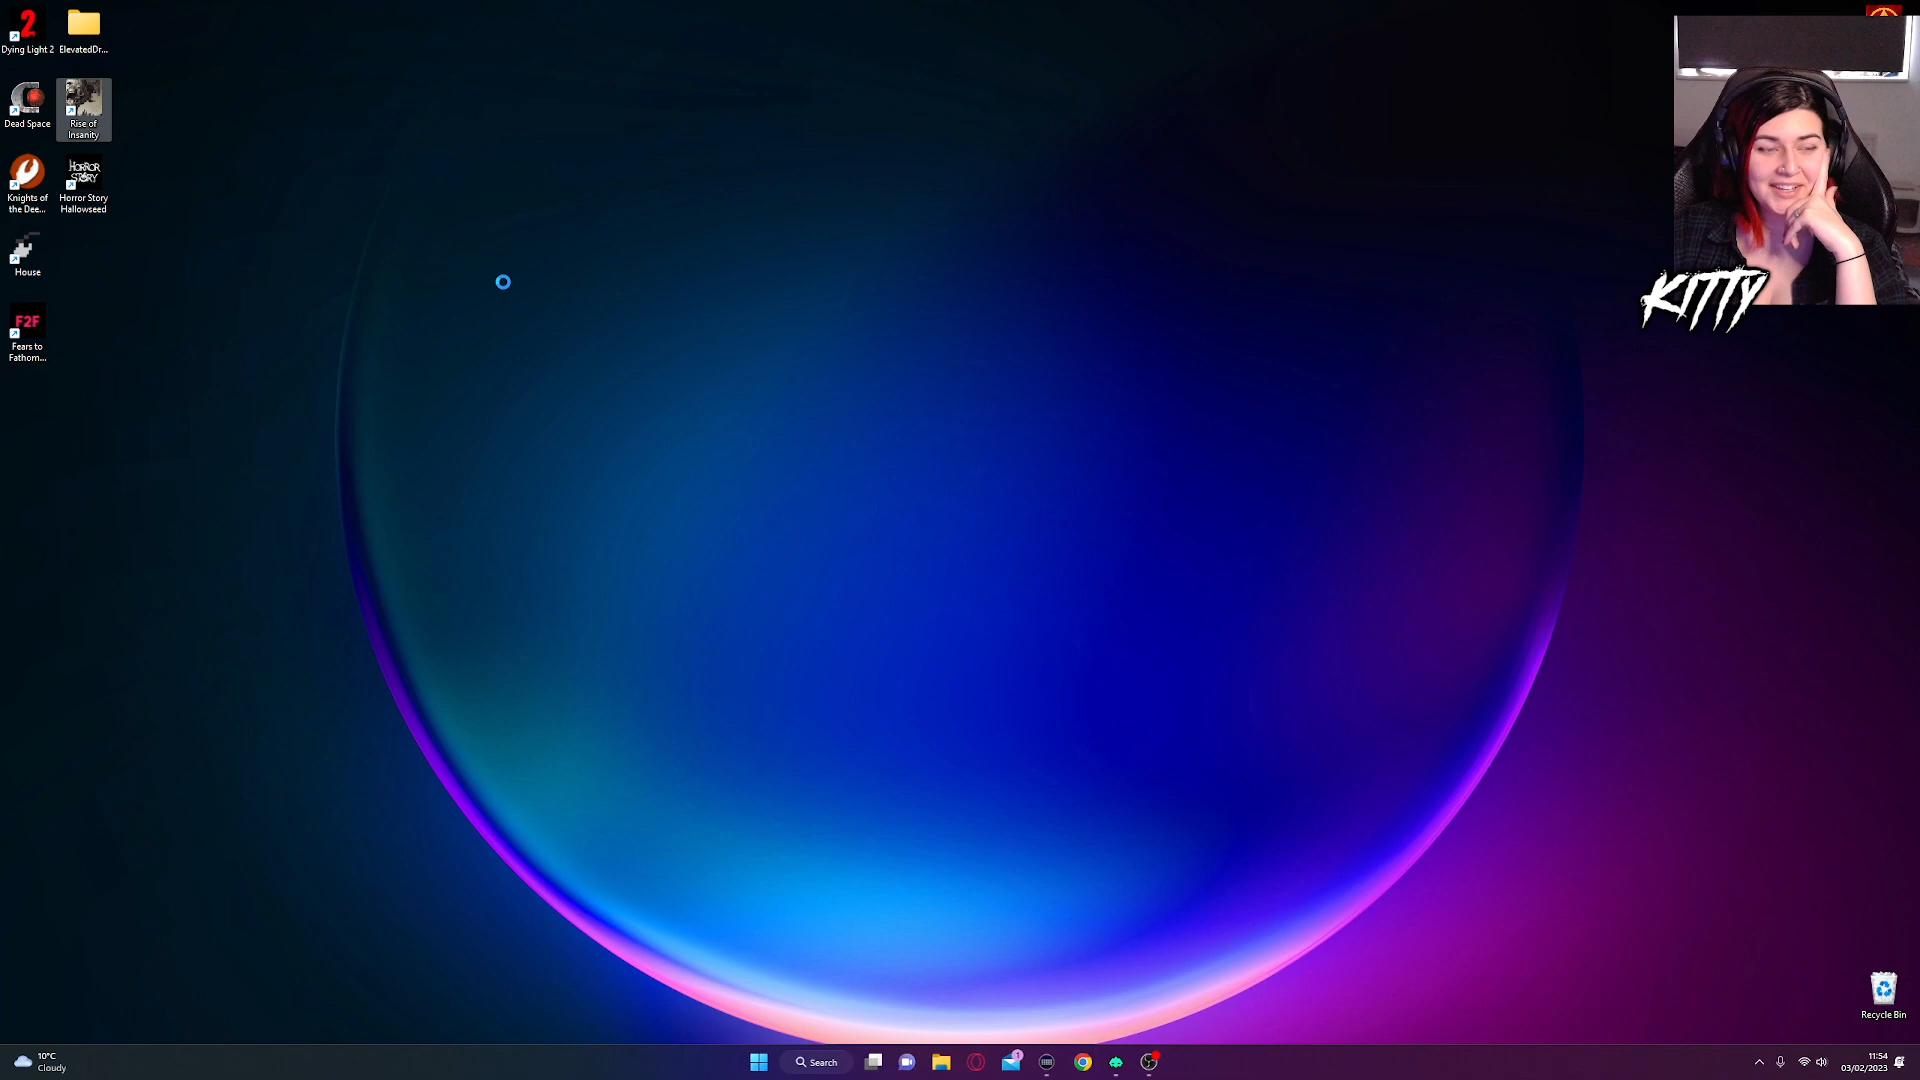 2
Dying Light 2
ElevatedDr...
Dead Space
Rise of
Insanity
Knights of
the Dee...
HORROR
STORY
Horror Story
Hallowseed
House
F2F
Fears to
Fathom...
KITTY
Recycle Bin
10°C
Cloudy
Search
1
11:54
03/02/2023